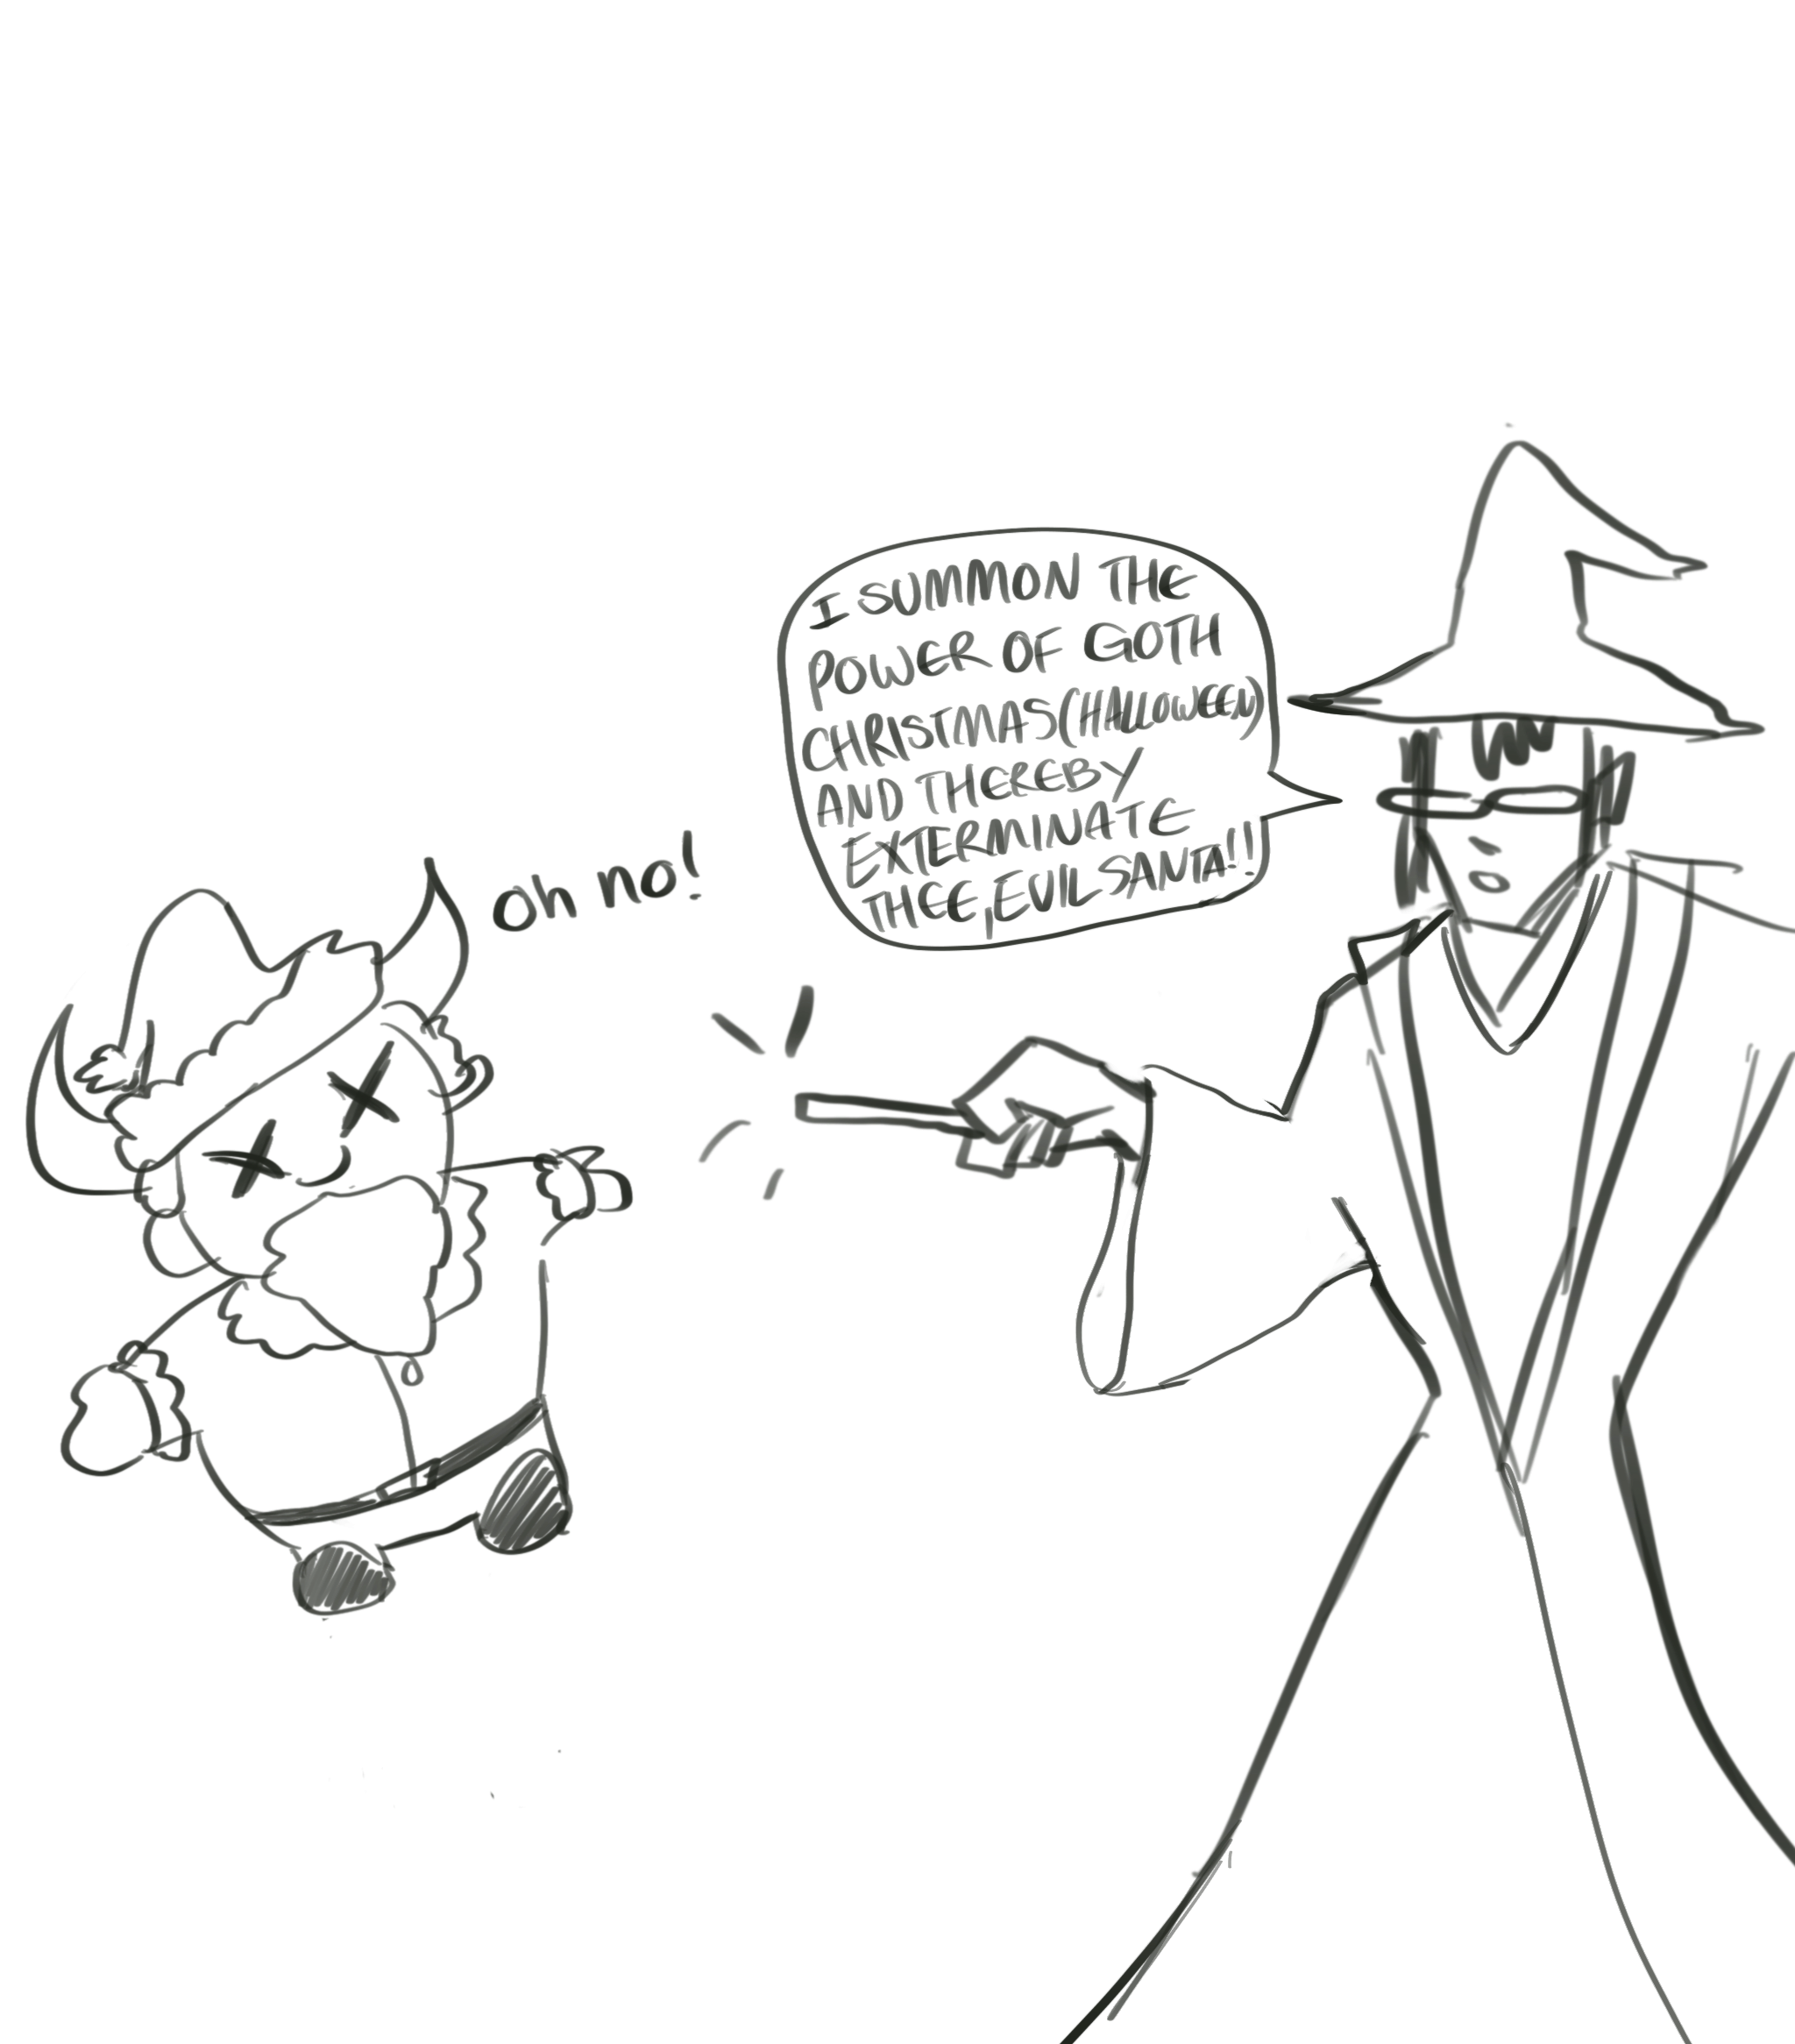 I SUMMON THE
POWER OF GOTH
CHRISTMAS (HALLOWEEN)
AND THEREBY
EXTERMINATE
THEE, EVIL SANTA!!
oh no!